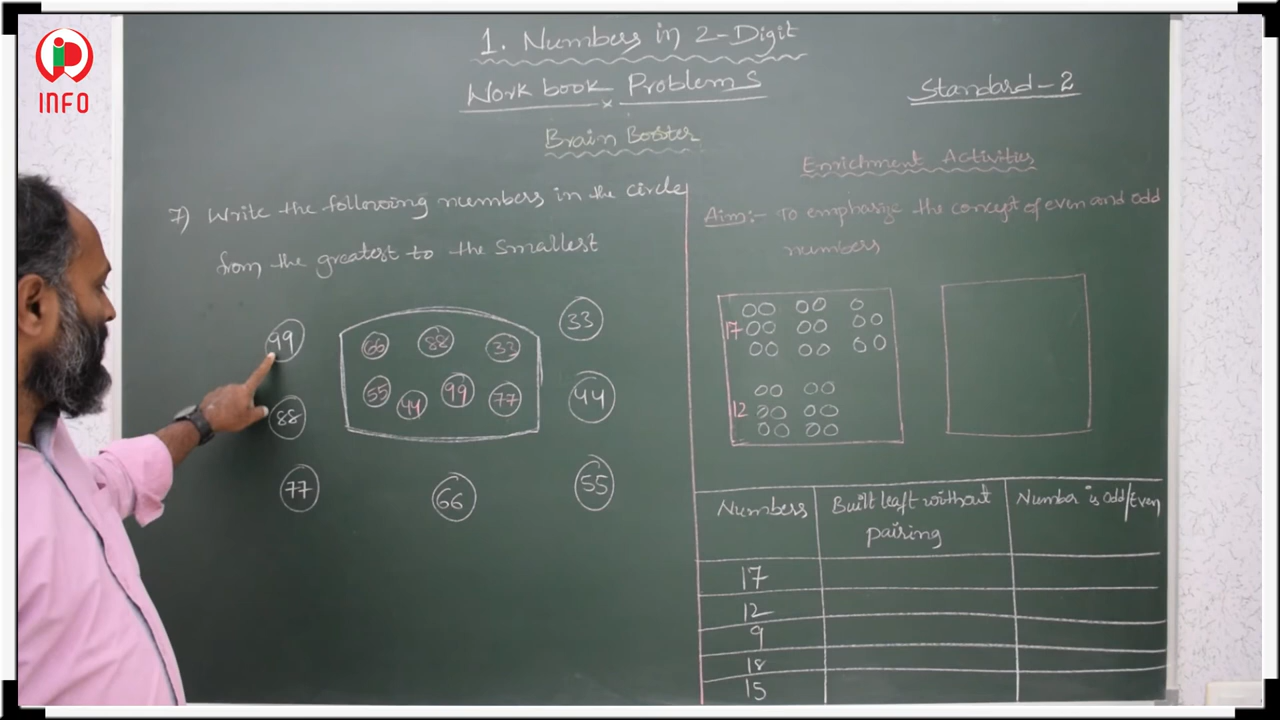 INFO
1. Numbers in 2-Digit
Work book Problems
Standard-2
Brain Booster
7) Write the following numbers in the circle
from the greatest to the smallest
99
88
77
66
55
44
33
66 88 33
55 44 99 77
Enrichment Activities
Aim:- To emphasize the concept of even and odd
numbers
17
12
Numbers
Built leaft without
pairing
Number is odd/Even
17
12
9
18
15